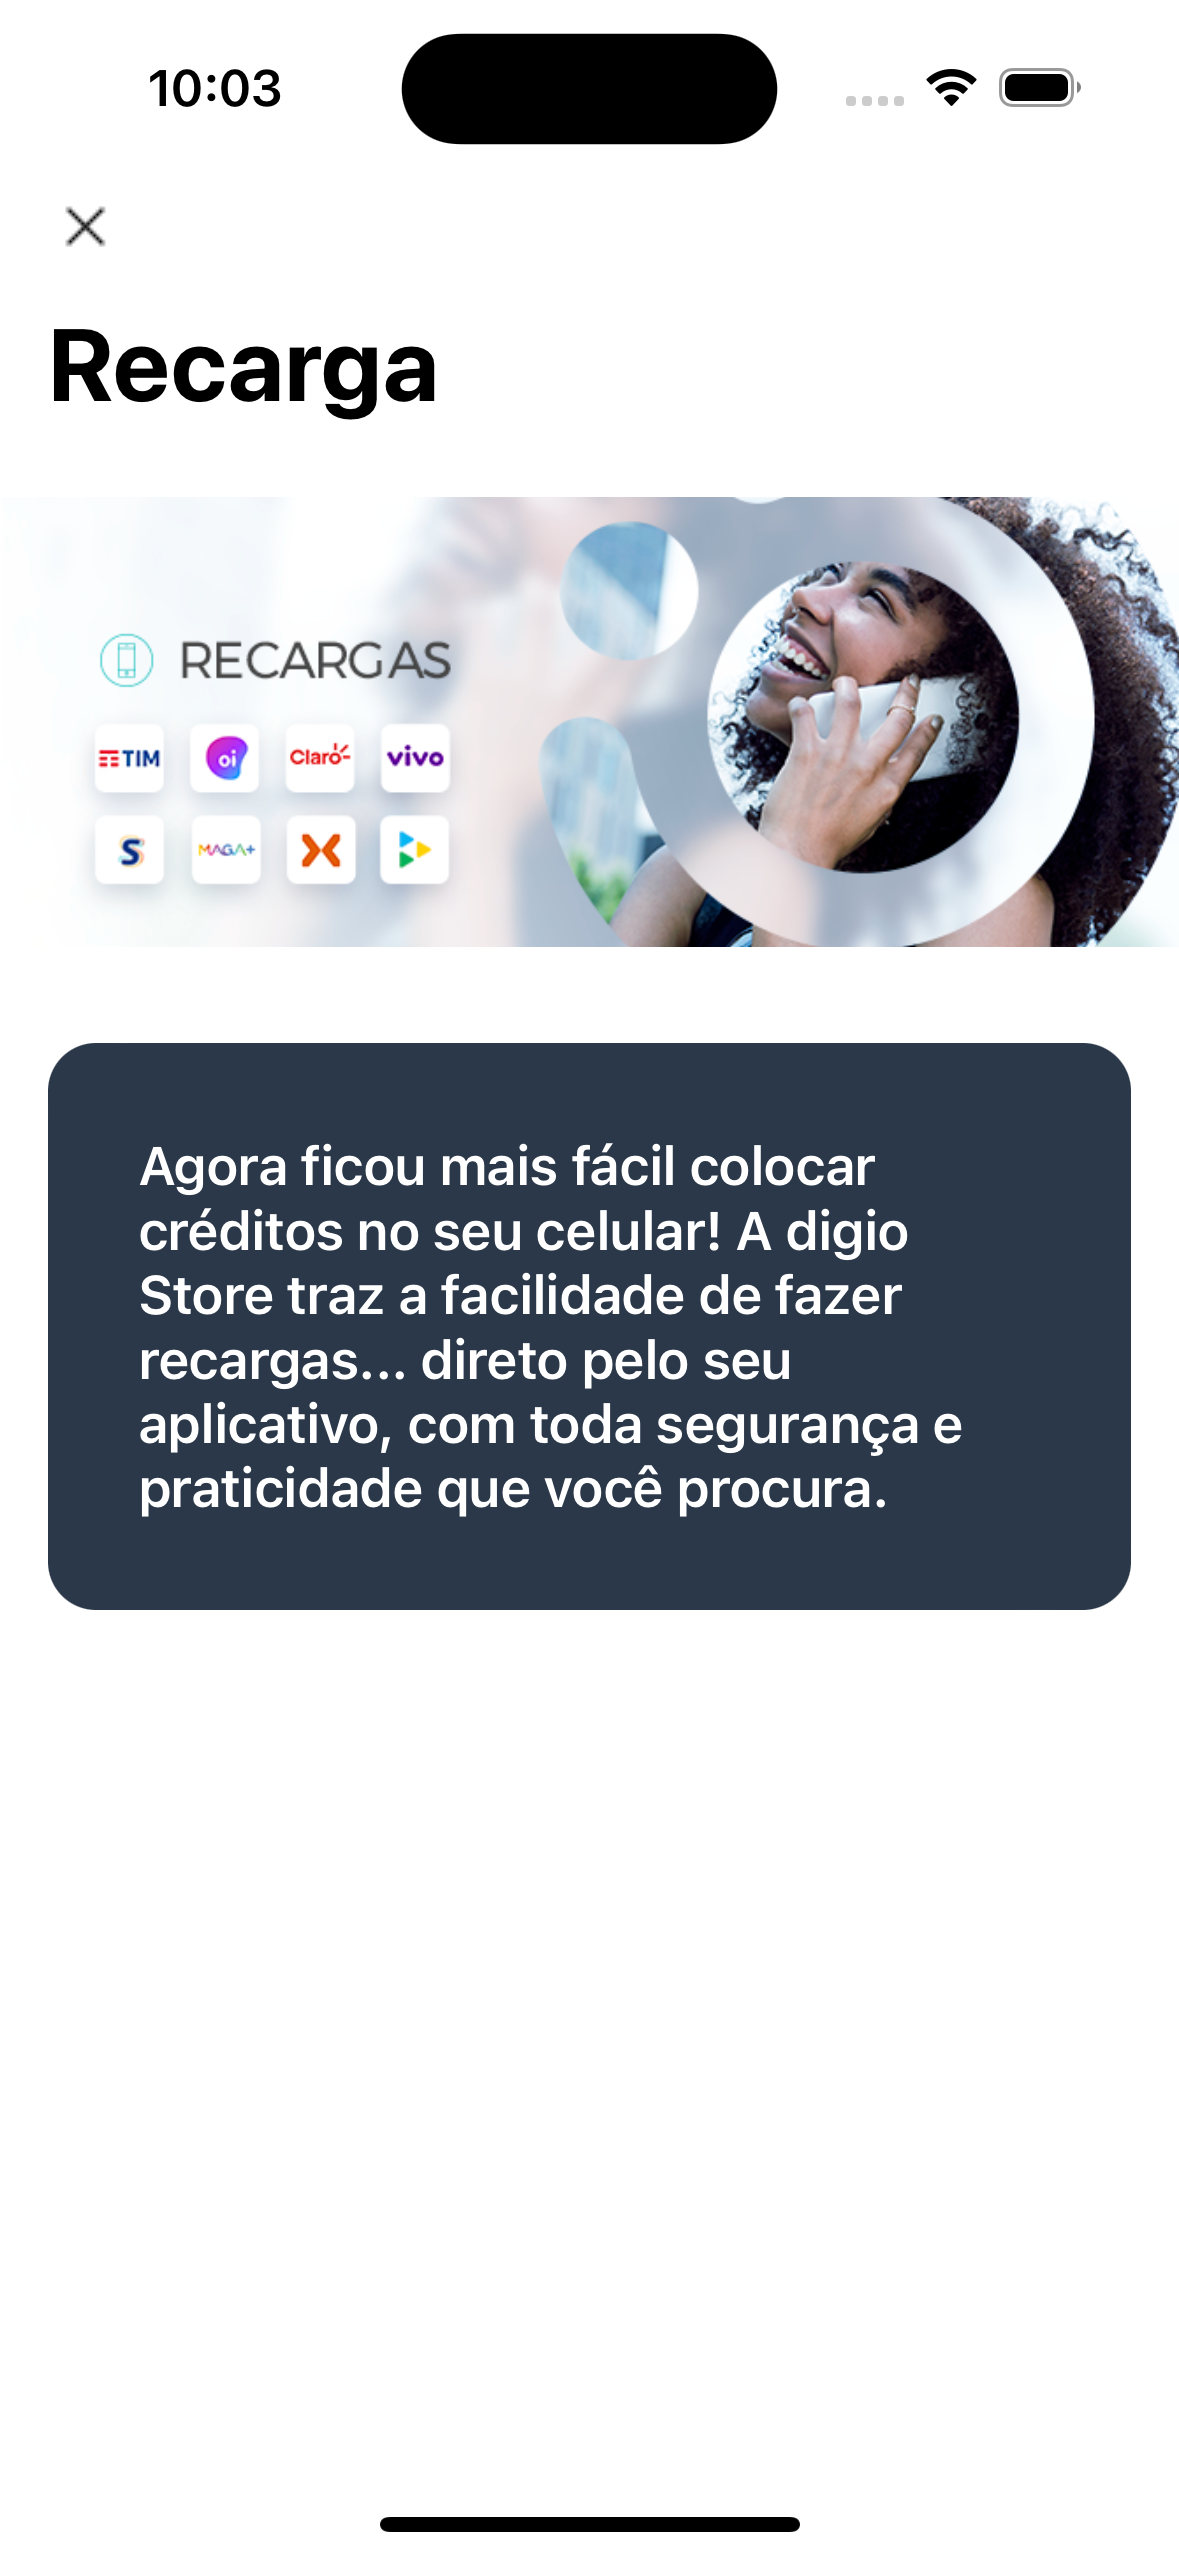 10:03
Recarga
RECARGAS
TIM oi Claro vivo
S MAGA+
Agora ficou mais fácil colocar
créditos no seu celular! A digio
Store traz a facilidade de fazer
recargas... direto pelo seu
aplicativo, com toda segurança e
praticidade que você procura.